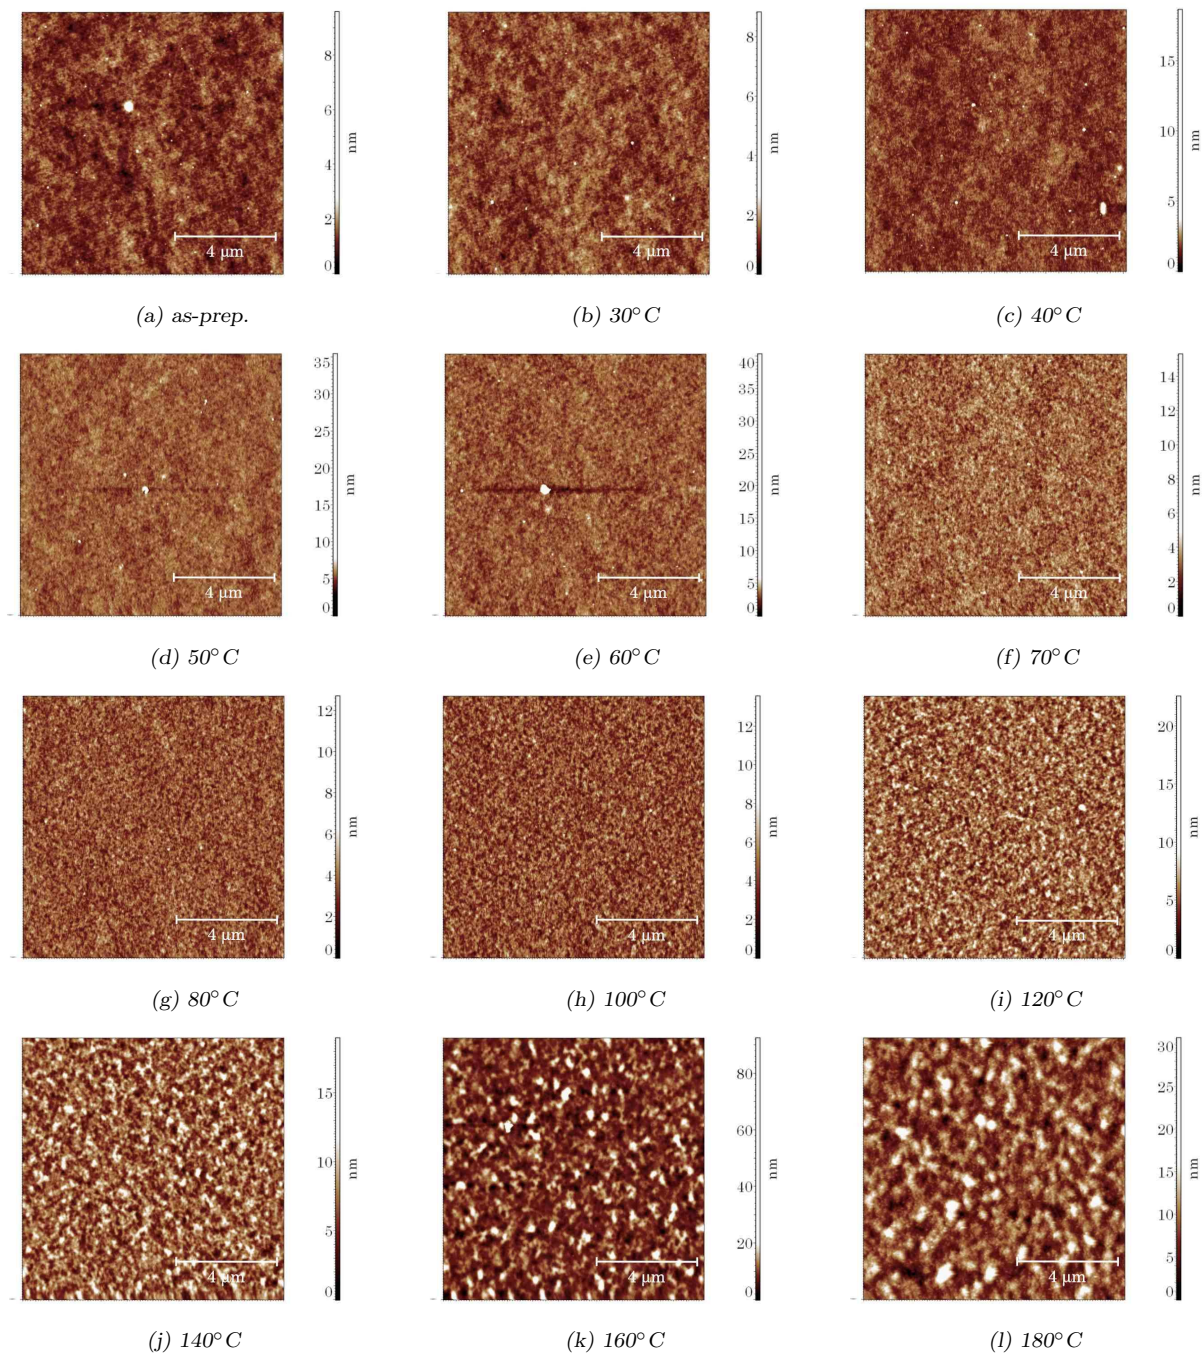 8
6
4
2
0
nm
4 μm
(a) as-prep.
8
6
4
2
0
nm
4 μm
(b) 30°C
15
10
5
0
nm
4 μm
(c) 40°C
35
30
25
20
15
10
5
0
nm
4 μm
(d) 50°C
40
35
30
25
20
15
10
5
0
nm
4 μm
(e) 60°C
14
12
10
8
6
4
2
0
nm
4 μm
(f) 70°C
12
10
8
6
4
2
0
nm
4 μm
(g) 80°C
12
10
8
6
4
2
0
nm
4 μm
(h) 100°C
20
15
10
5
0
nm
4 μm
(i) 120°C
15
10
5
0
nm
4 μm
(j) 140°C
80
60
40
20
0
nm
4 μm
(k) 160°C
30
25
20
15
10
5
0
nm
4 μm
(l) 180°C